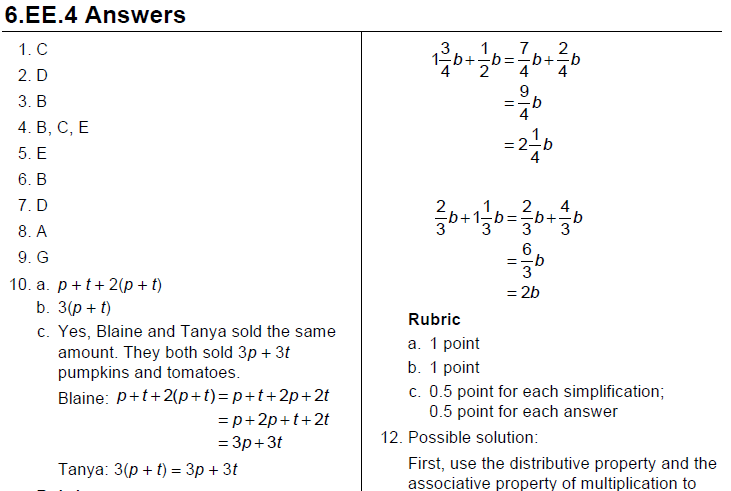 6.EE.4 Answers
1. C
2. D
3. B
4. B, C, E
5. E
6. B
7. D
8. A
9. G
10. a. p + t + 2(p + t)
b. 3(p + t)
c. Yes, Blaine and Tanya sold the same
amount. They both sold 3p + 3t
pumpkins and tomatoes.
Blaine: p + t + 2(p + t) = p + t + 2p + 2t
= p + 2p + t + 2t
= 3p + 3t
Tanya: 3(p + t) = 3p + 3t
1 3/4 b + 1/2 b = 7/4 b + 2/4 b
= 9/4 b
= 2 1/4 b
2/3 b + 1 1/3 b = 2/3 b + 4/3 b
= 6/3 b
= 2b
Rubric
a. 1 point
b. 1 point
c. 0.5 point for each simplification;
0.5 point for each answer
12. Possible solution:
First, use the distributive property and the
associative property of multiplication to